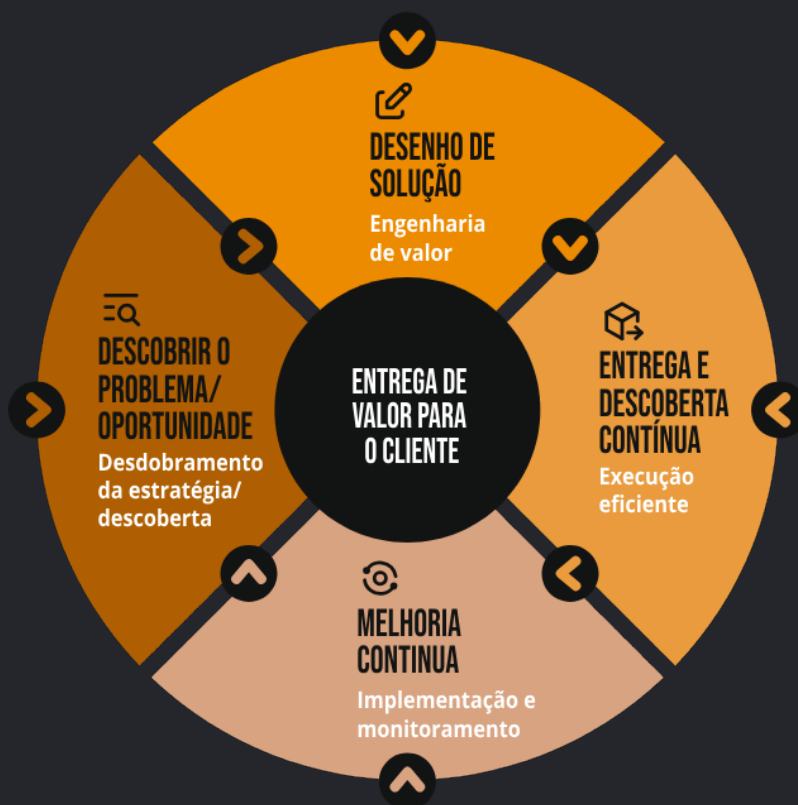 DESENHO DE
SOLUÇÃO
Engenharia
de valor
DESCOBRIR O
PROBLEMA/
OPORTUNIDADE
Desdobramento
da estratégia/
descoberta
ENTREGA DE
VALOR PARA
O CLIENTE
ENTREGA E
DESCOBERTA
CONTÍNUA
Execução
eficiente
MELHORIA
CONTINUA
Implementação e
monitoramento